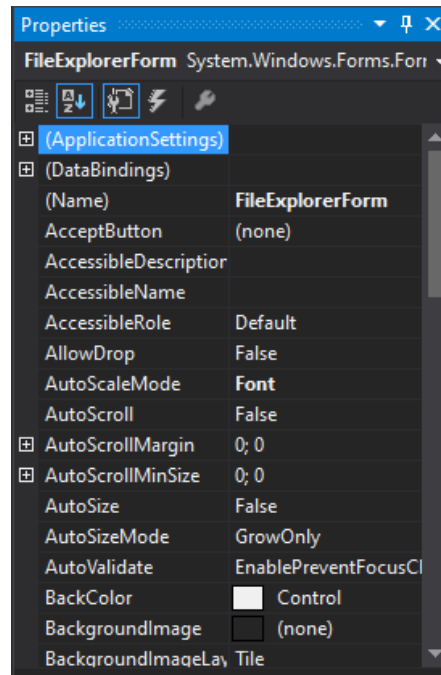 Properties
FileExplorerForm System.Windows.Forms.Forr
(ApplicationSettings)
(DataBindings)
(Name) FileExplorerForm
AcceptButton (none)
AccessibleDescription
AccessibleName
AccessibleRole Default
AllowDrop False
AutoScaleMode Font
AutoScroll False
AutoScrollMargin 0; 0
AutoScrollMinSize 0; 0
AutoSize False
AutoSizeMode GrowOnly
AutoValidate EnablePreventFocusCl
BackColor Control
BackgroundImage (none)
BackgroundImageLay Tile